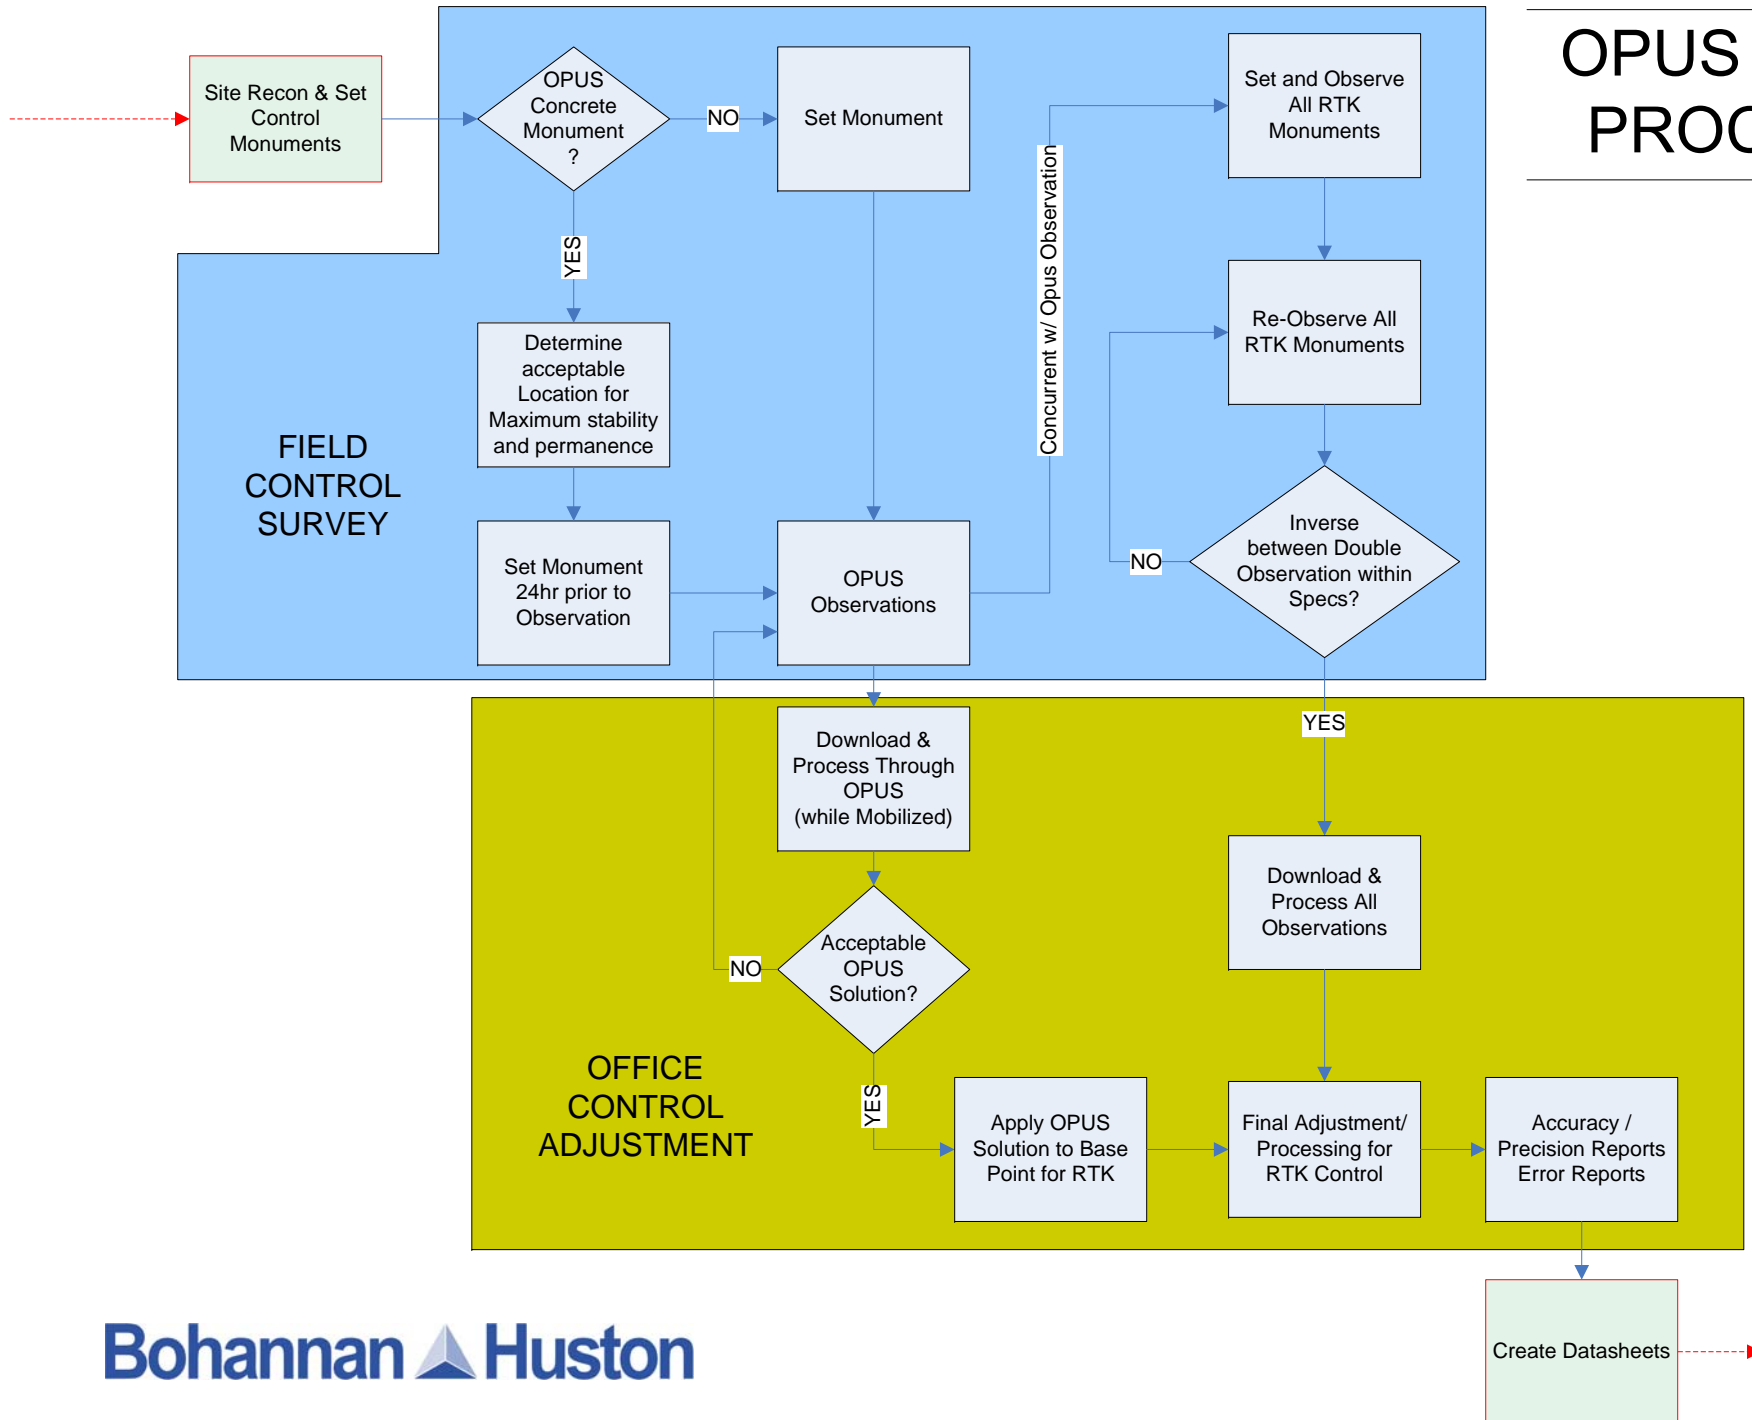 OPUS
PROC
Site Recon & Set
Control
Monuments
OPUS
Concrete
Monument
?
NO
Set Monument
Set and Observe
All RTK
Monuments
YES
Concurrent w/ Opus Observation
Determine
acceptable
Location for
Maximum stability
and permanence
Re-Observe All
RTK Monuments
FIELD
CONTROL
SURVEY
Set Monument
24hr prior to
Observation
OPUS
Observations
NO
Inverse
between Double
Observation within
Specs?
YES
Download &
Process Through
OPUS
(while Mobilized)
Download &
Process All
Observations
NO
Acceptable
OPUS
Solution?
YES
OFFICE
CONTROL
ADJUSTMENT
Apply OPUS
Solution to Base
Point for RTK
Final Adjustment/
Processing for
RTK Control
Accuracy /
Precision Reports
Error Reports
Create Datasheets
Bohannan Huston